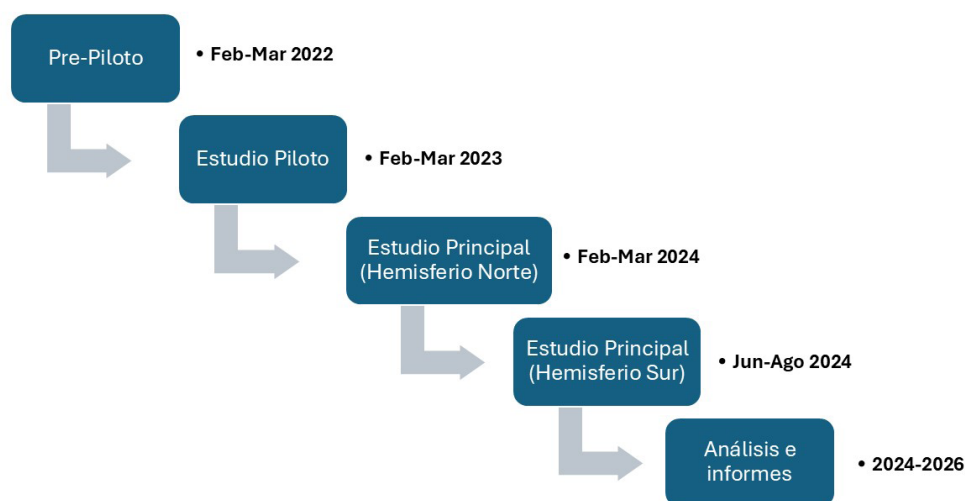 Pre-Piloto
• Feb-Mar 2022
Estudio Piloto
• Feb-Mar 2023
Estudio Principal
(Hemisferio Norte)
• Feb-Mar 2024
Estudio Principal
(Hemisferio Sur)
• Jun-Ago 2024
Análisis e
informes
• 2024-2026